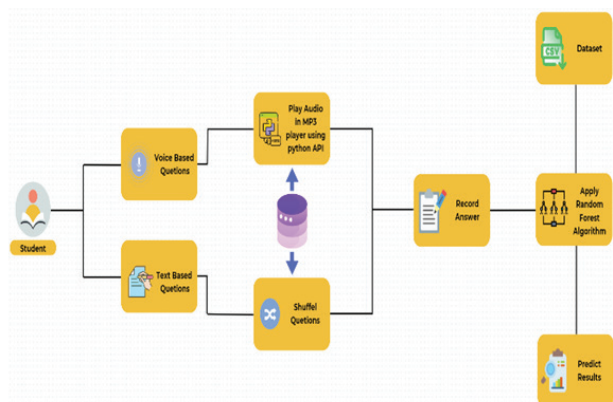 Student
Voice Based
Quetions
Text Based
Quetions
Play Audio
in MP3
player using
python API
Shuffel
Quetions
Record
Answer
CSV
Dataset
Apply
Random
Forest
Algorithm
Predict
Results